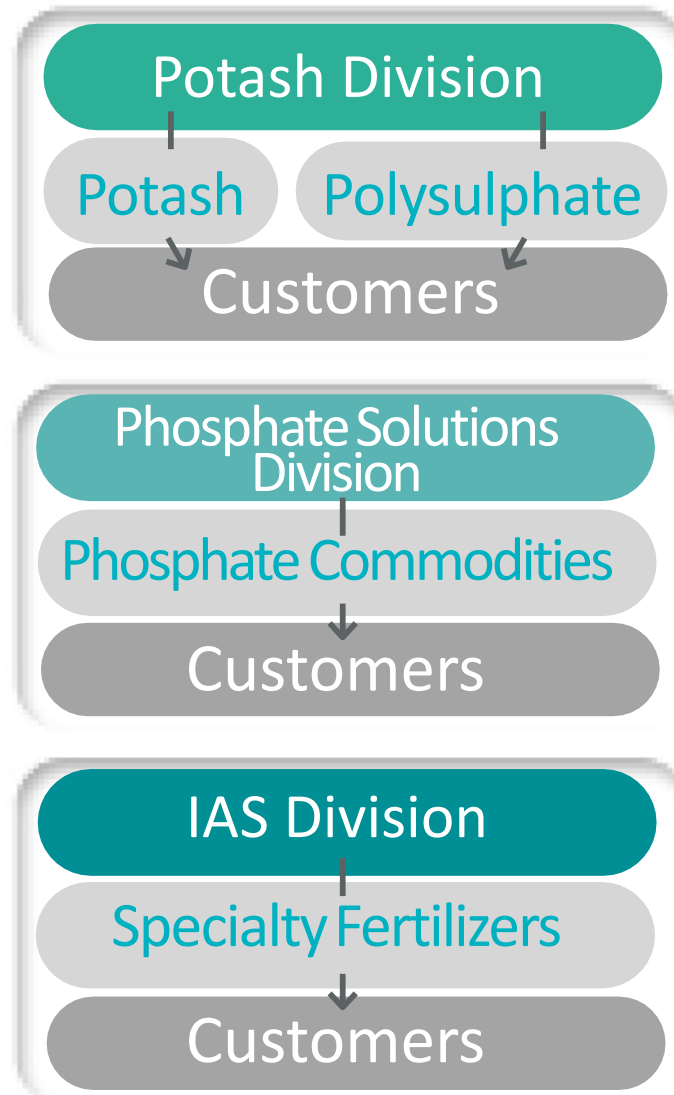 Potash Division
Potash
Polysulphate
Customers
Phosphate Solutions
Division
Phosphate Commodities
Customers
IAS Division
Specialty Fertilizers
Customers